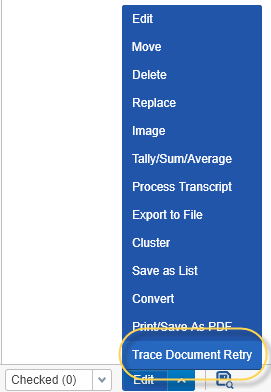 Edit
Move
Delete
Replace
Image
Tally/Sum/Average
Process Transcript
Export to File
Cluster
Save as List
Convert
Print/Save As PDF
Trace Document Retry
Checked (0) Edit